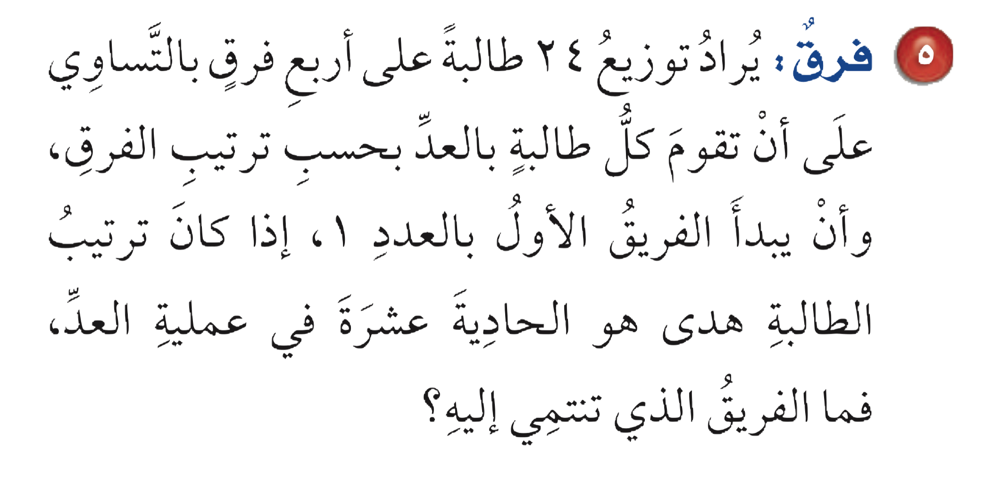 ٥ فرقٌ: يُرادُ توزيعُ ٢٤ طالبةً على أربعِ فرقٍ بالتَّساوِي
علَى أنْ تقومَ كلُّ طالبةٍ بالعدِّ بحسبِ ترتيبِ الفرقِ،
وأنْ يبدأَ الفريقُ الأولُ بالعددِ ١، إذا كانَ ترتيبُ
الطالبةِ هدى هو الحادِيةَ عشرَةَ في عمليةِ العدِّ،
فما الفريقُ الذي تنتمِي إليهِ؟